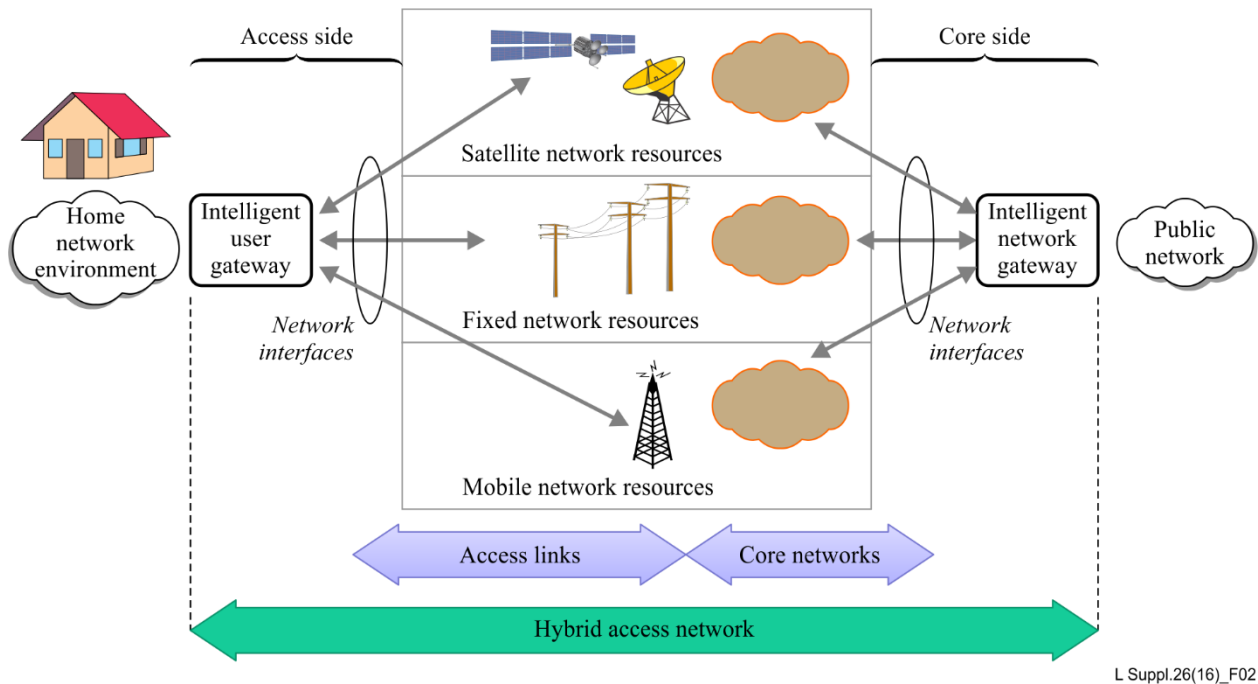 Access side
Core side
Satellite network resources
Home
network
environment
Intelligent
user
gateway
Intelligent
network
gateway
Public
network
Network
interfaces
Fixed network resources
Network
interfaces
Mobile network resources
Access links
Core networks
Hybrid access network
L Suppl.26(16)_F02